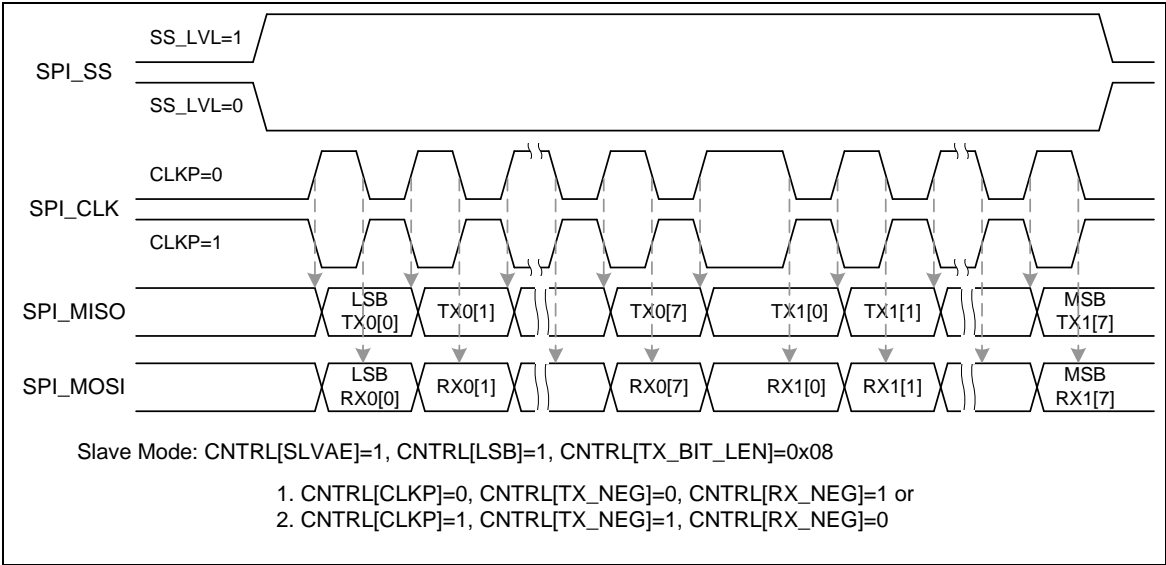 SS_LVL=1
SPI_SS
SS_LVL=0
CLKP=0
SPI_CLK
CLKP=1
SPI_MISO
LSB
TX0[0]
TX0[1]
TX0[7]
TX1[0]
TX1[1]
MSB
TX1[7]
SPI_MOSI
LSB
RX0[0]
RX0[1]
RX0[7]
RX1[0]
RX1[1]
MSB
RX1[7]
Slave Mode: CNTRL[SLVAE]=1, CNTRL[LSB]=1, CNTRL[TX_BIT_LEN]=0x08
1. CNTRL[CLKP]=0, CNTRL[TX_NEG]=0, CNTRL[RX_NEG]=1 or
2. CNTRL[CLKP]=1, CNTRL[TX_NEG]=1, CNTRL[RX_NEG]=0